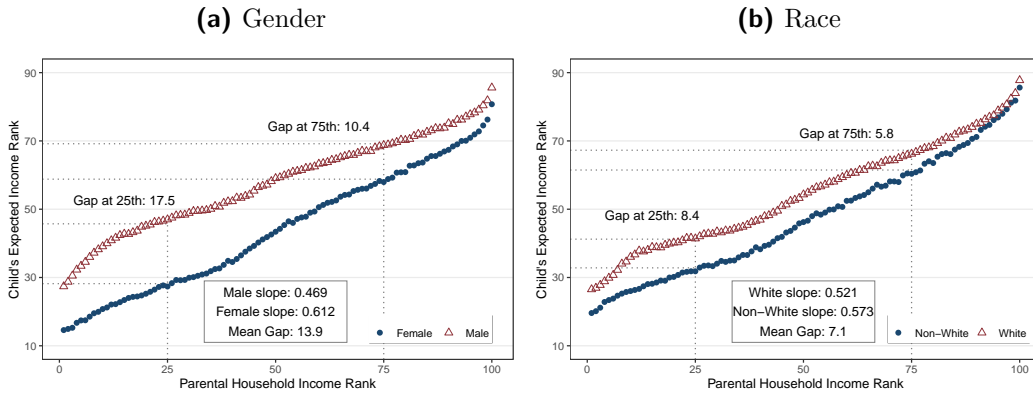 (a) Gender
90
70
50
30
10
Child's Expected Income Rank
Gap at 75th: 10.4
Gap at 25th: 17.5
Male slope: 0.469
Female slope: 0.612
Mean Gap: 13.9
Female
Male
0
25
50
75
100
Parental Household Income Rank
(b) Race
90
70
50
30
10
Child's Expected Income Rank
Gap at 75th: 5.8
Gap at 25th: 8.4
White slope: 0.521
Non−White slope: 0.573
Mean Gap: 7.1
Non−White
White
0
25
50
75
100
Parental Household Income Rank